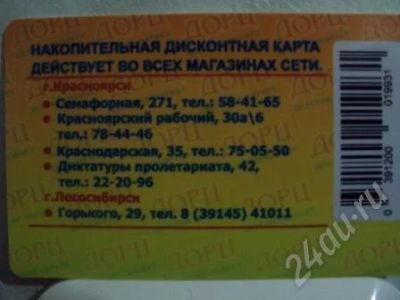 НАКОПИТЕЛЬНАЯ ДИСКОНТНАЯ КАРТА
ДЕЙСТВУЕТ ВО ВСЕХ МАГАЗИНАХ СЕТИ.
г.Красноярск
Семафорная, 271, тел.: 58-41-65
Красноярский рабочий, 30а\6
тел.: 78-44-46
Краснодарская, 35, тел.: 75-05-50
Диктатуры пролетариата, 42,
тел.: 22-20-96
г.Лесосибирск
Горького, 29, тел. 8 (39145) 41011
ДОРЦ
24au.ru